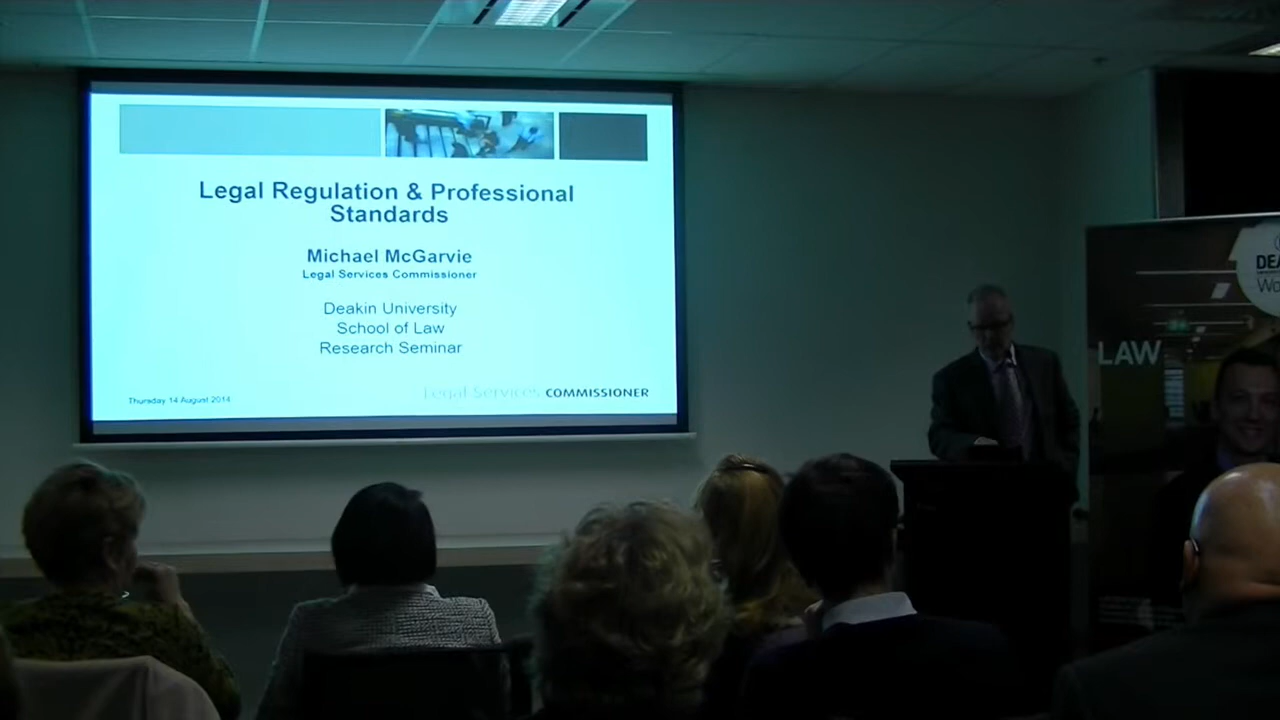 Legal Regulation & Professional
Standards
Michael McGarvie
Legal Services Commissioner
Deakin University
School of Law
Research Seminar
Thursday 14 August 2014
Legal Services COMMISSIONER
LAW